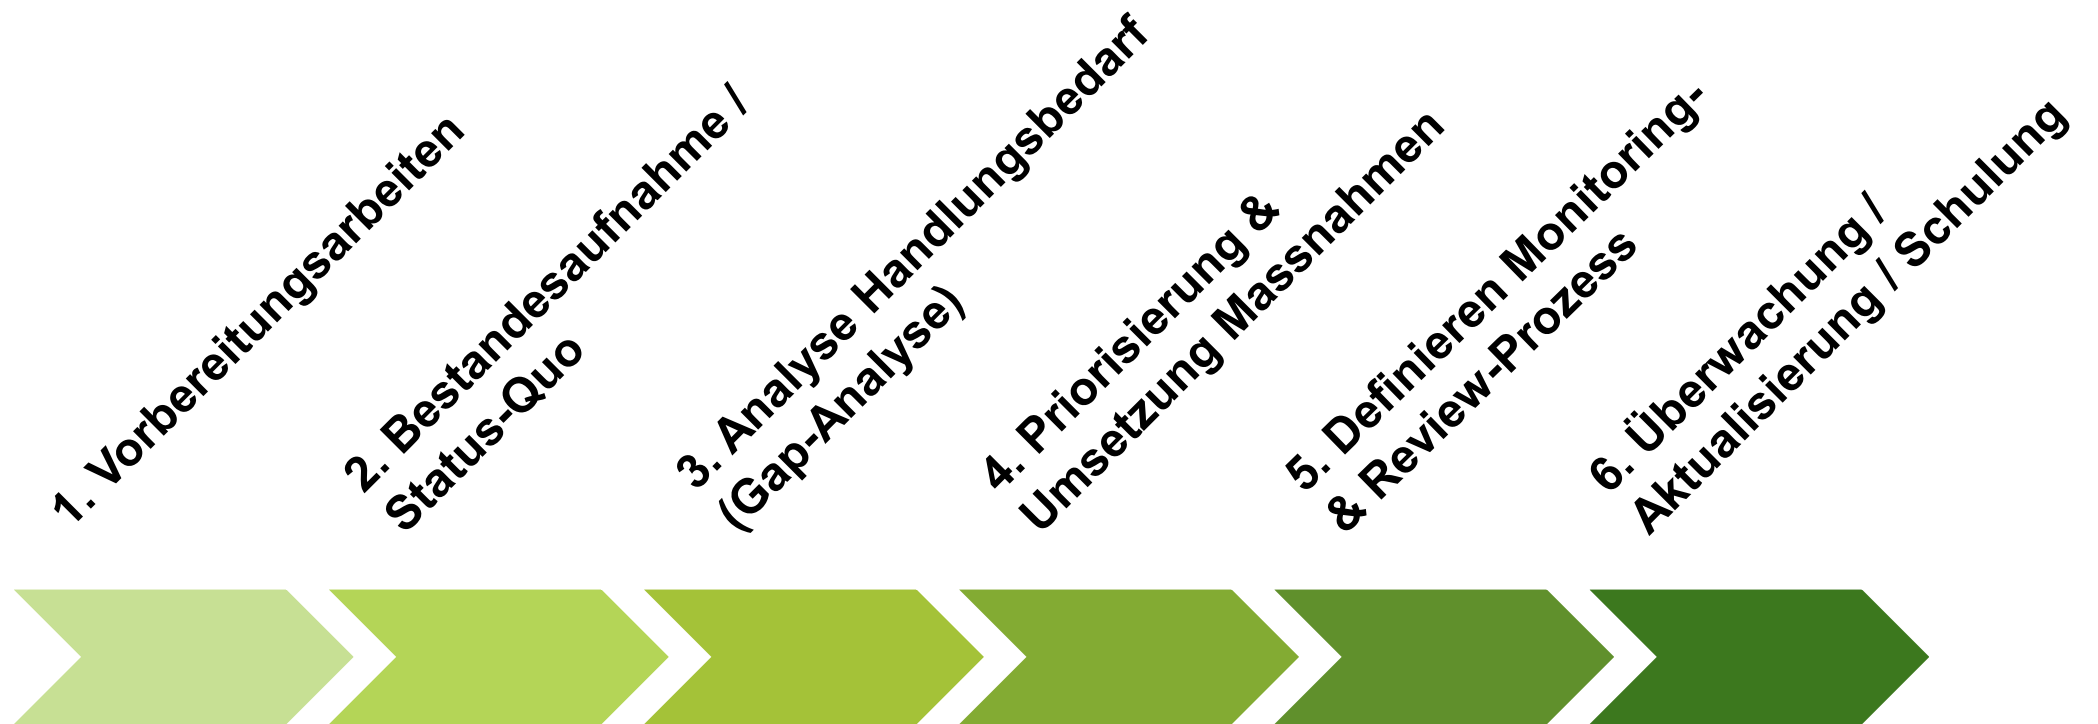 1. Vorbereitungsarbeiten
2. Bestandesaufnahme /
Status-Quo
3. Analyse Handlungsbedarf
(Gap-Analyse)
4. Priorisierung &
Umsetzung Massnahmen
5. Definieren Monitoring-
& Review-Prozess
6. Überwachung /
Aktualisierung / Schulung